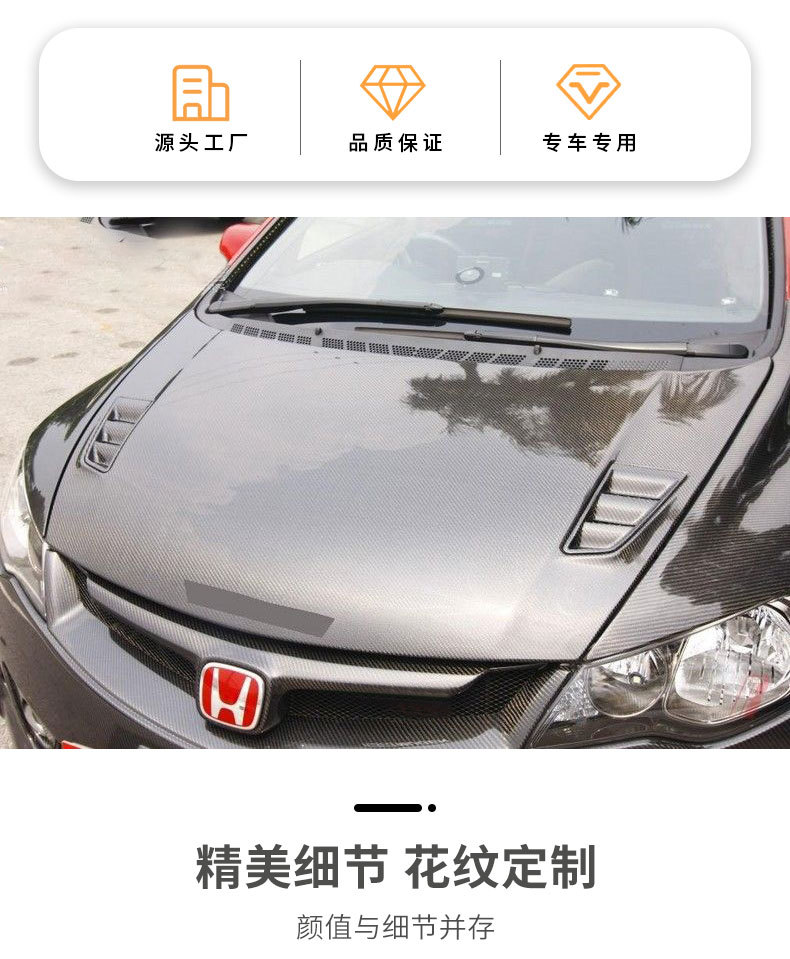 源头工厂
品质保证
专车专用
精美细节 花纹定制
颜值与细节并存